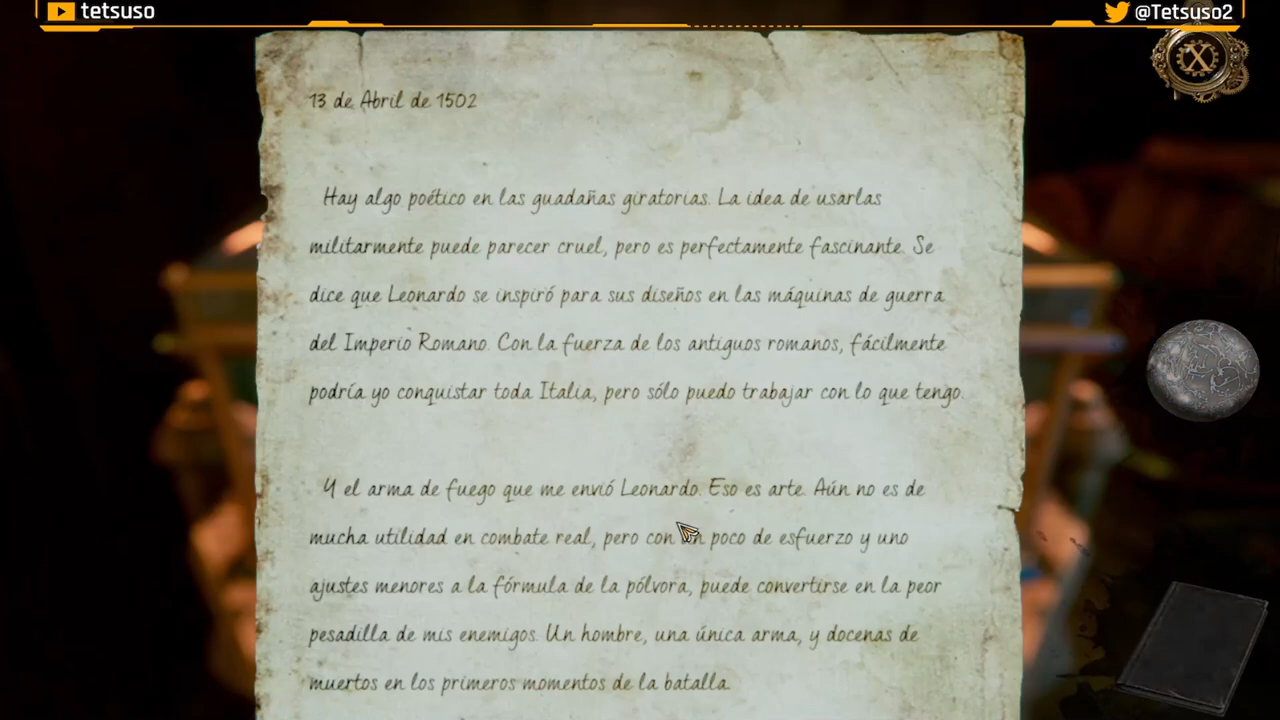 tetsuso
@Tetsuso2
X
13 de Abril de 1502
Hay algo poético en las guadañas giratorias. La idea de usarlas
militarmente puede parecer cruel, pero es perfectamente fascinante. Se
dice que Leonardo se inspiró para sus diseños en las máquinas de guerra
del Imperio Romano. Con la fuerza de los antiguos romanos, fácilmente
podría yo conquistar toda Italia, pero sólo puedo trabajar con lo que tengo.
Y el arma de fuego que me envió Leonardo. Eso es arte. Aún no es de
mucha utilidad en combate real, pero con un poco de esfuerzo y uno
ajustes menores a la fórmula de la pólvora, puede convertirse en la peor
pesadilla de mis enemigos. Un hombre, una única arma, y docenas de
muertos en los primeros momentos de la batalla.